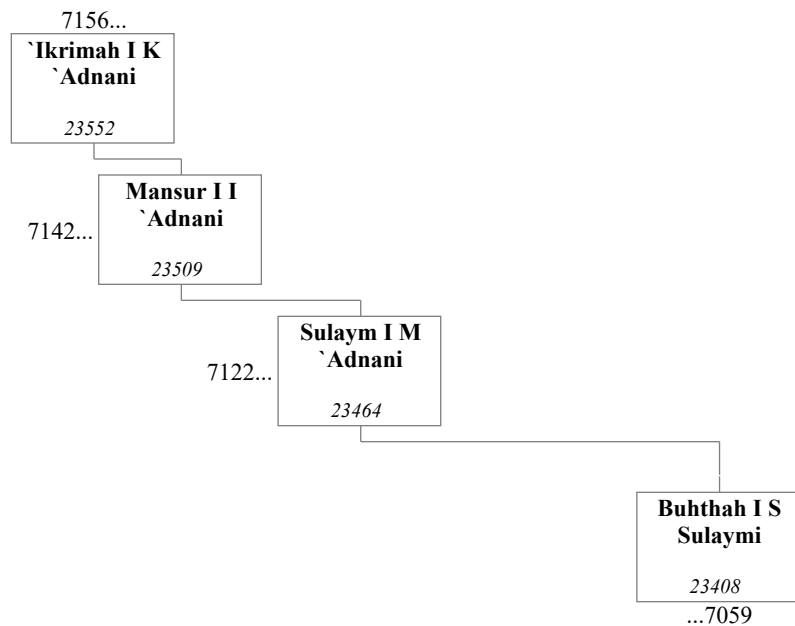 7156...
`Ikrimah I K
`Adnani
23552
Mansur I I
`Adnani
7142...
23509
Sulaym I M
`Adnani
7122...
23464
Buhthah I S
Sulaymi
23408
...7059